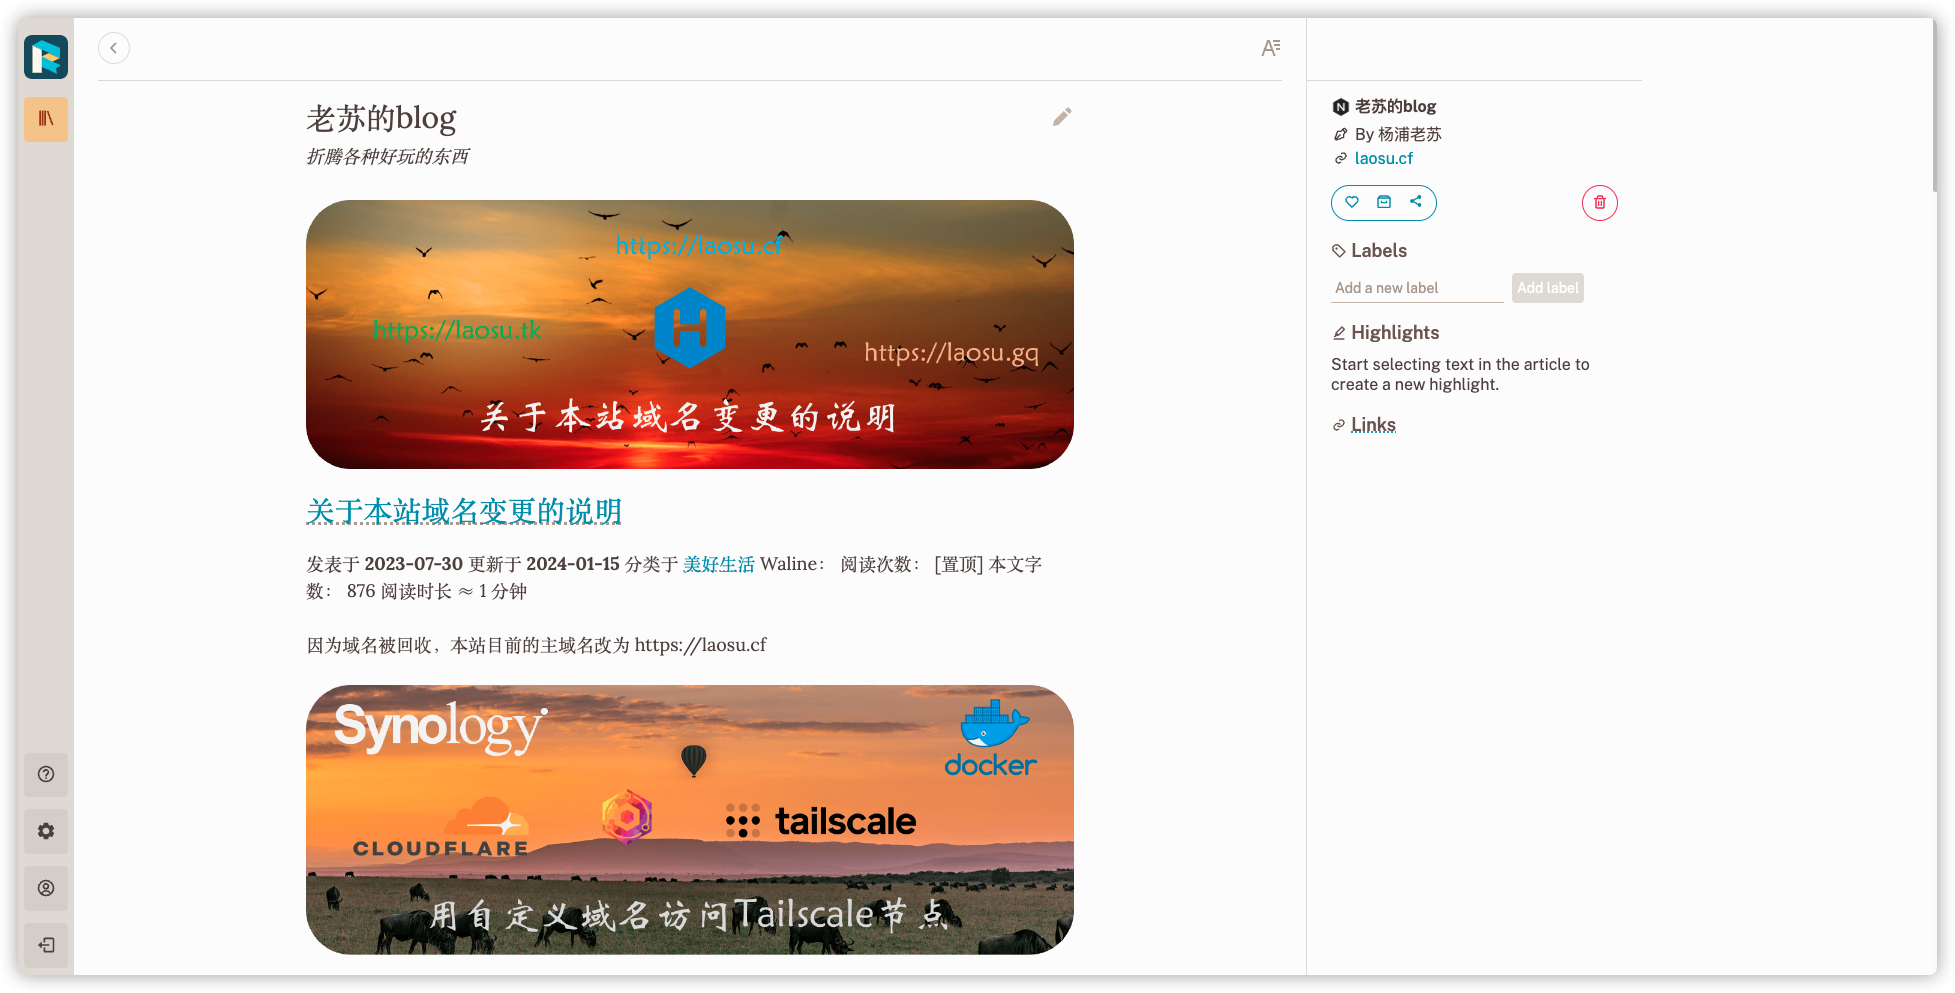 老苏的blog
折腾各种好玩的东西
https://laosu.cf
https://laosu.tk
https://laosu.gq
关于本站域名变更的说明
关于本站域名变更的说明
发表于 2023-07-30 更新于 2024-01-15 分类于 美好生活 Waline： 阅读次数： [置顶] 本文字
数： 876 阅读时长 ≈ 1 分钟
因为域名被回收，本站目前的主域名改为 https://laosu.cf
Synology
docker
CLOUDFLARE
tailscale
用自定义域名访问Tailscale节点
老苏的blog
By 杨浦老苏
laosu.cf
Labels
Add a new label
Add label
Highlights
Start selecting text in the article to
create a new highlight.
Links